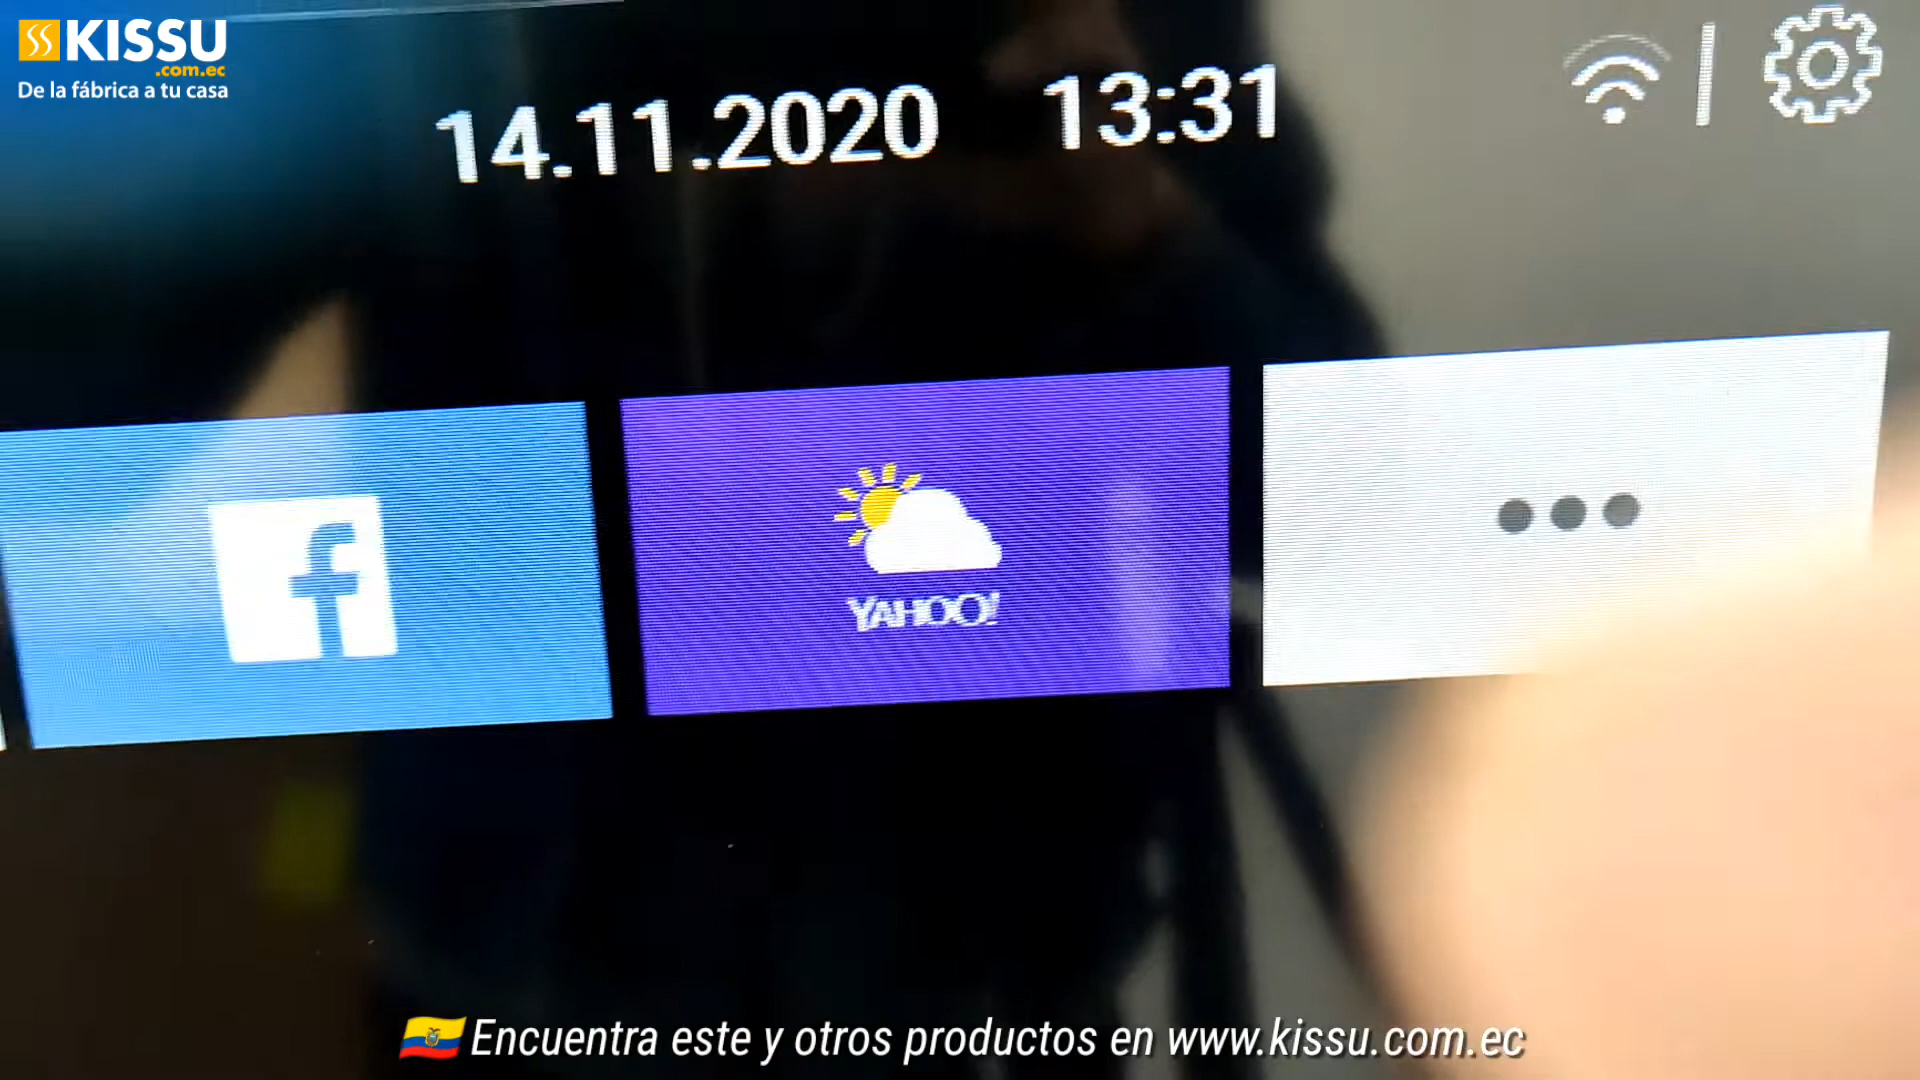 KISSU
.com.ec
De la fábrica a tu casa
14.11.2020 13:31
f
YAHOO!
Encuentra este y otros productos en www.kissu.com.ec